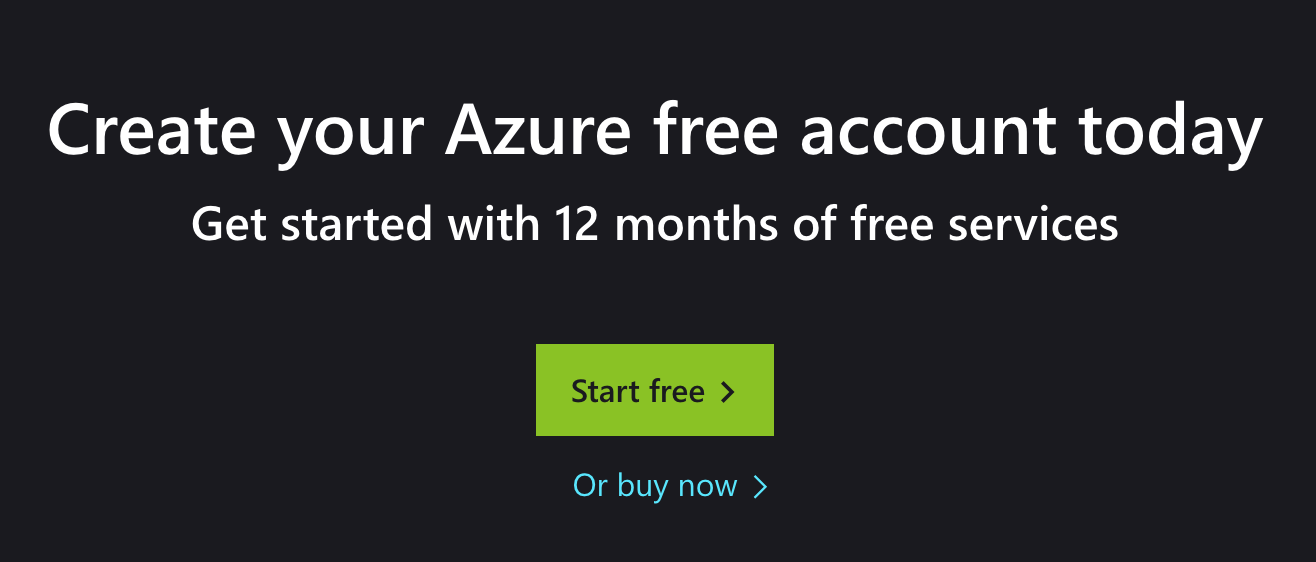 Create your Azure free account today
Get started with 12 months of free services
Start free
Or buy now